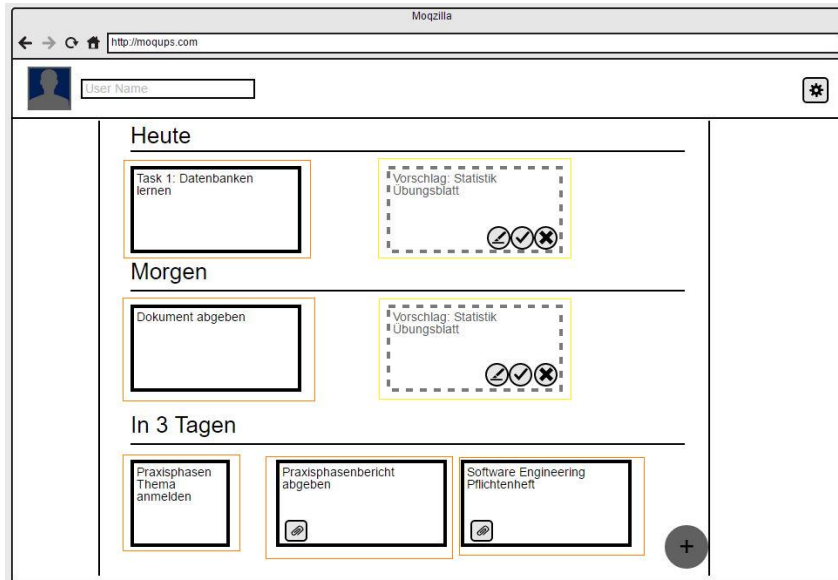 Moqzilla
http://moqups.com
User Name
Heute
Task 1: Datenbanken
lernen
Vorschlag: Statistik
Übungsblatt
Morgen
Dokument abgeben
Vorschlag: Statistik
Übungsblatt
In 3 Tagen
Praxisphasen
Thema
anmelden
Praxisphasenbericht
abgeben
Software Engineering
Pflichtenheft
+